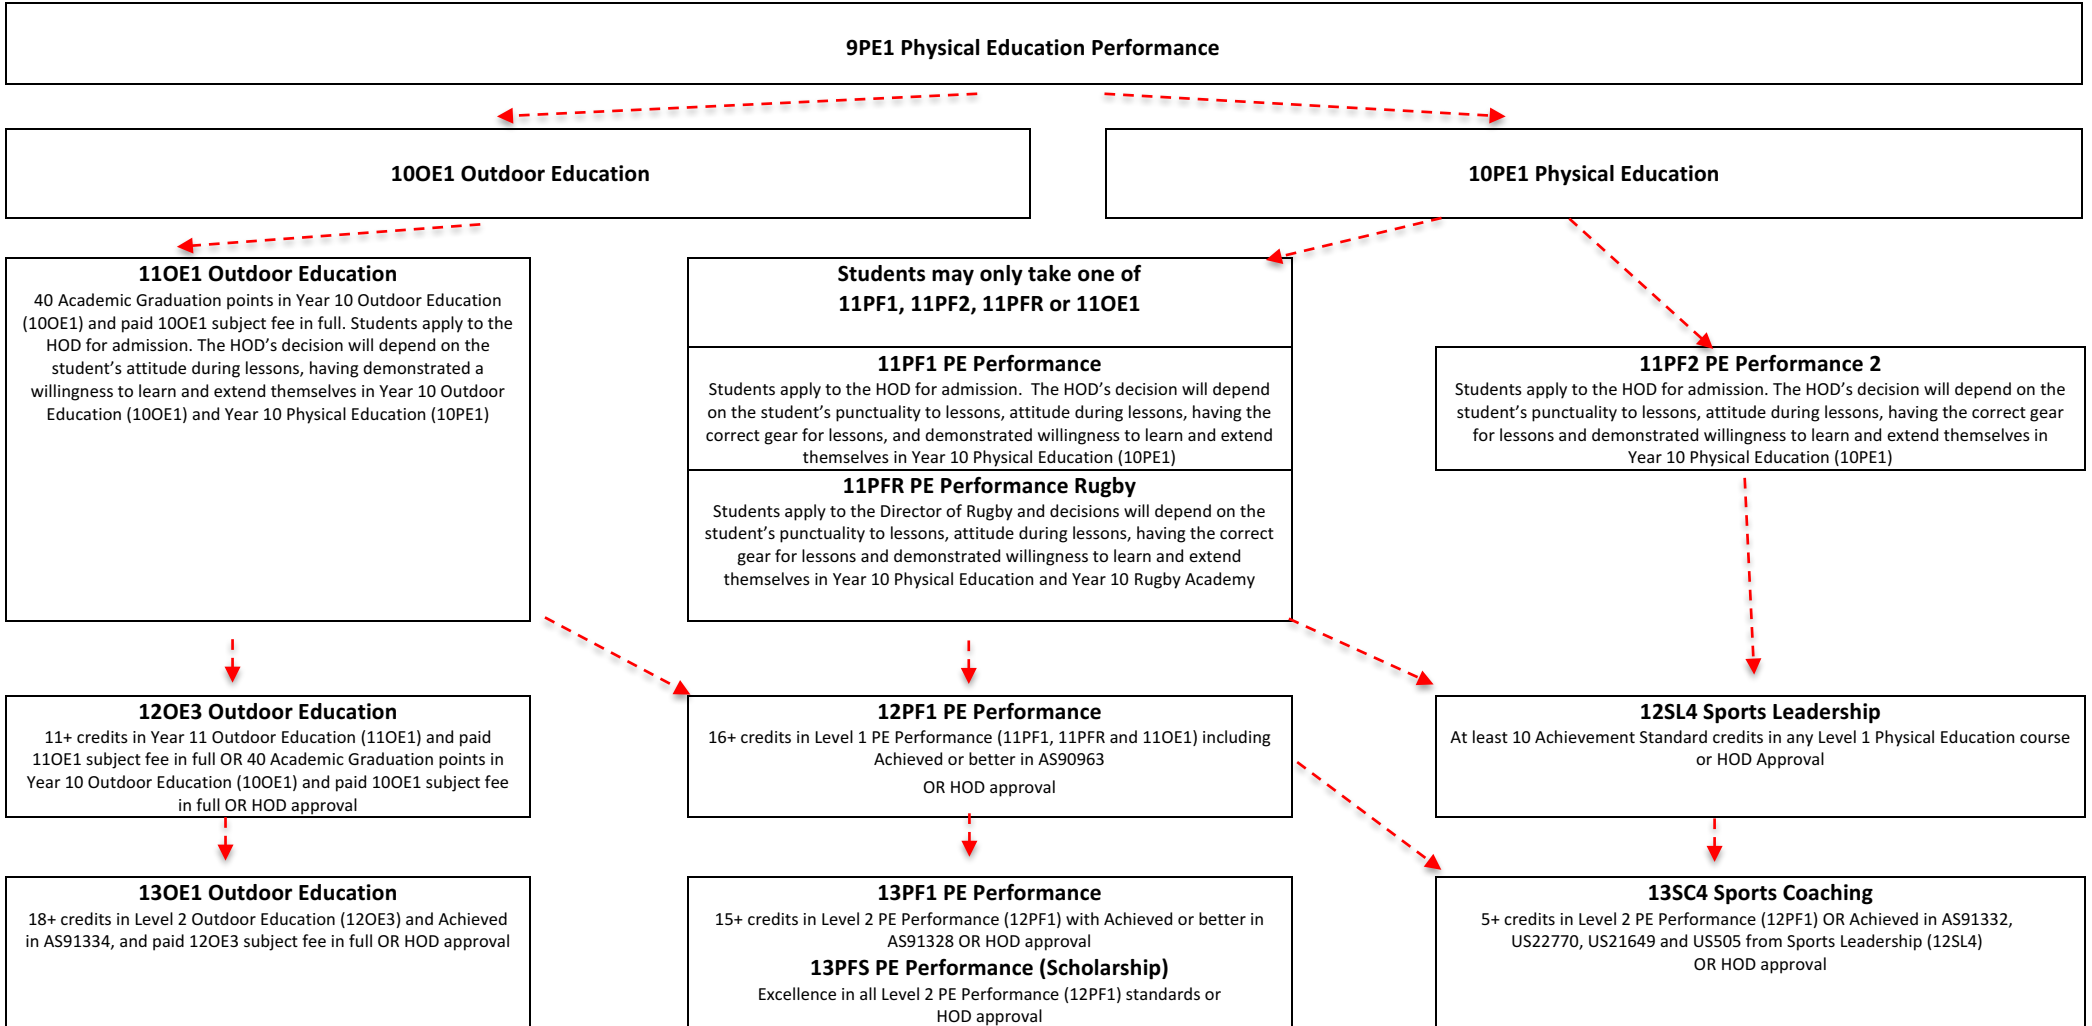 9PE1 Physical Education Performance
10OE1 Outdoor Education
10PE1 Physical Education
11OE1 Outdoor Education
40 Academic Graduation points in Year 10 Outdoor Education
(10OE1) and paid 10OE1 subject fee in full. Students apply to the
HOD for admission. The HOD’s decision will depend on the
student’s attitude during lessons, having demonstrated a
willingness to learn and extend themselves in Year 10 Outdoor
Education (10OE1) and Year 10 Physical Education (10PE1)
Students may only take one of
11PF1, 11PF2, 11PFR or 11OE1
11PF1 PE Performance
Students apply to the HOD for admission.  The HOD’s decision will depend
on the student’s punctuality to lessons, attitude during lessons, having the
correct gear for lessons, and demonstrated willingness to learn and extend
themselves in Year 10 Physical Education (10PE1)
11PFR PE Performance Rugby
Students apply to the Director of Rugby and decisions will depend on the
student’s punctuality to lessons, attitude during lessons, having the correct
gear for lessons and demonstrated willingness to learn and extend
themselves in Year 10 Physical Education and Year 10 Rugby Academy
11PF2 PE Performance 2
Students apply to the HOD for admission. The HOD’s decision will depend on the
student’s punctuality to lessons, attitude during lessons, having the correct gear
for lessons and demonstrated willingness to learn and extend themselves in
Year 10 Physical Education (10PE1)
12OE3 Outdoor Education
11+ credits in Year 11 Outdoor Education (11OE1) and paid
11OE1 subject fee in full OR 40 Academic Graduation points in
Year 10 Outdoor Education (10OE1) and paid 10OE1 subject fee
in full OR HOD approval
12PF1 PE Performance
16+ credits in Level 1 PE Performance (11PF1, 11PFR and 11OE1) including
Achieved or better in AS90963
OR HOD approval
12SL4 Sports Leadership
At least 10 Achievement Standard credits in any Level 1 Physical Education course
or HOD Approval
13OE1 Outdoor Education
18+ credits in Level 2 Outdoor Education (12OE3) and Achieved
in AS91334, and paid 12OE3 subject fee in full OR HOD approval
13PF1 PE Performance
15+ credits in Level 2 PE Performance (12PF1) with Achieved or better in
AS91328 OR HOD approval
13PFS PE Performance (Scholarship)
Excellence in all Level 2 PE Performance (12PF1) standards or
HOD approval
13SC4 Sports Coaching
5+ credits in Level 2 PE Performance (12PF1) OR Achieved in AS91332,
US22770, US21649 and US505 from Sports Leadership (12SL4)
OR HOD approval